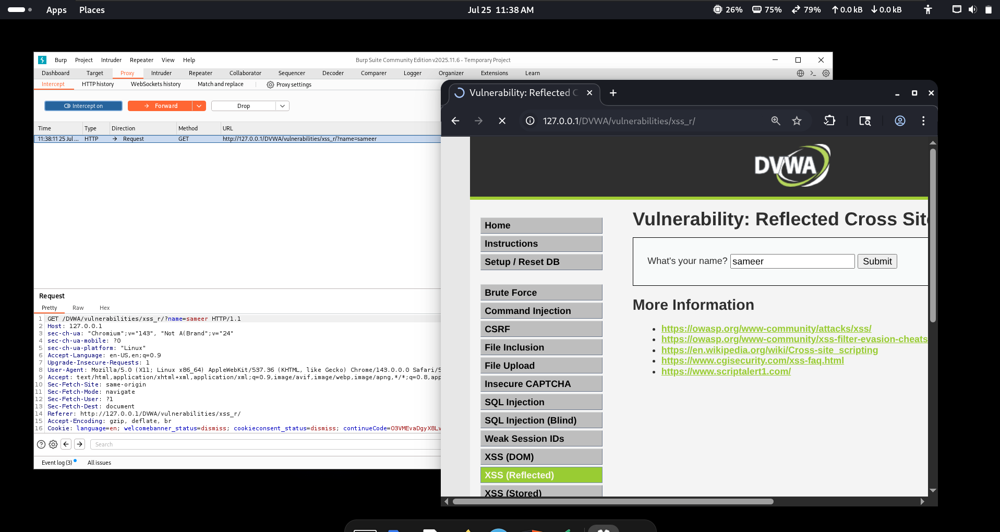 Apps Places Jul 25 11:38 AM 26% 75% 79% 0.0 kB 0.0 kB
Burp Project Intruder Repeater View Help Burp Suite Community Edition v2025.11.6 - Temporary Project
Dashboard Target Proxy Intruder Repeater Collaborator Sequencer Decoder Comparer Logger Organizer Extensions Learn
Intercept HTTP history WebSockets history Match and replace Proxy settings
Intercept on Forward Drop
Time Type Direction Method URL
11:38:11 25 Jul ... HTTP Request GET http://127.0.0.1/DVWA/vulnerabilities/xss_r/?name=sameer
Request
Pretty Raw Hex
1 GET /DVWA/vulnerabilities/xss_r/?name=sameer HTTP/1.1
2 Host: 127.0.0.1
3 sec-ch-ua: "Chromium";v="143", "Not A(Brand";v="24"
4 sec-ch-ua-mobile: ?0
5 sec-ch-ua-platform: "Linux"
6 Accept-Language: en-US,en;q=0.9
7 Upgrade-Insecure-Requests: 1
8 User-Agent: Mozilla/5.0 (X11; Linux x86_64) AppleWebKit/537.36 (KHTML, like Gecko) Chrome/143.0.0.0 Safari/5
9 Accept: text/html,application/xhtml+xml,application/xml;q=0.9,image/avif,image/webp,image/apng,*/*;q=0.8,app
10 Sec-Fetch-Site: same-origin
11 Sec-Fetch-Mode: navigate
12 Sec-Fetch-User: ?1
13 Sec-Fetch-Dest: document
14 Referer: http://127.0.0.1/DVWA/vulnerabilities/xss_r/
15 Accept-Encoding: gzip, deflate, br
16 Cookie: language=en; welcomebanner_status=dismiss; cookieconsent_status=dismiss; continueCode=O3VMEvaDgyX8Lv
Search
Event log (3) All issues
Vulnerability: Reflected C
127.0.0.1/DVWA/vulnerabilities/xss_r/
DVWA
Home
Instructions
Setup / Reset DB
Brute Force
Command Injection
CSRF
File Inclusion
File Upload
Insecure CAPTCHA
SQL Injection
SQL Injection (Blind)
Weak Session IDs
XSS (DOM)
XSS (Reflected)
XSS (Stored)
Vulnerability: Reflected Cross Site
What's your name? sameer Submit
More Information
https://owasp.org/www-community/attacks/xss/
https://owasp.org/www-community/xss-filter-evasion-cheats
https://en.wikipedia.org/wiki/Cross-site_scripting
https://www.cgisecurity.com/xss-faq.html
https://www.scriptalert1.com/